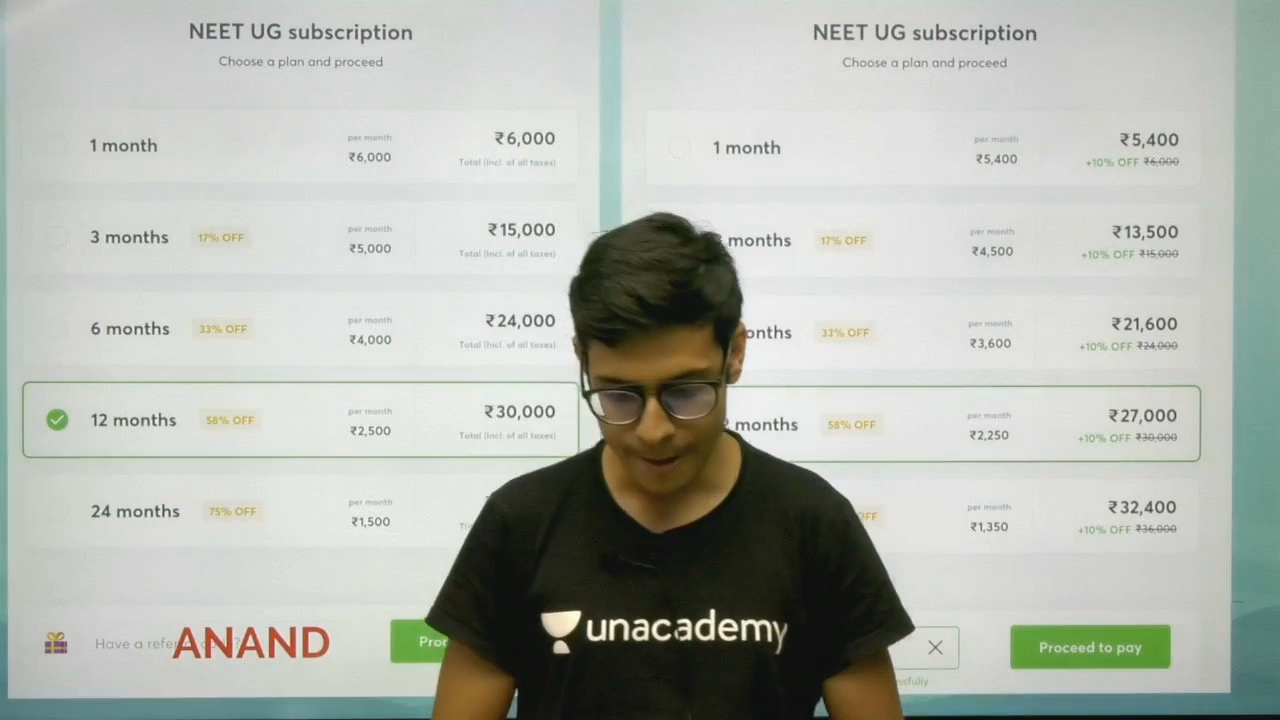 NEET UG subscription
Choose a plan and proceed
1 month
per month
₹6,000
₹6,000
Total (Incl. of all taxes)
3 months
17% OFF
per month
₹5,000
₹15,000
Total (Incl. of all taxes)
6 months
33% OFF
per month
₹4,000
₹24,000
Total (Incl. of all taxes)
12 months
58% OFF
per month
₹2,500
₹30,000
Total (Incl. of all taxes)
24 months
75% OFF
per month
₹1,500
Have a
ANAND
NEET UG subscription
Choose a plan and proceed
1 month
per month
₹5,400
₹5,400
+10% OFF ₹6,000
months
17% OFF
per month
₹4,500
₹13,500
+10% OFF ₹15,000
33% OFF
per month
₹3,600
₹21,600
+10% OFF ₹24,000
months
58% OFF
per month
₹2,250
₹27,000
+10% OFF ₹30,000
per month
₹1,350
₹32,400
+10% OFF ₹36,000
Proceed to pay
unacademy